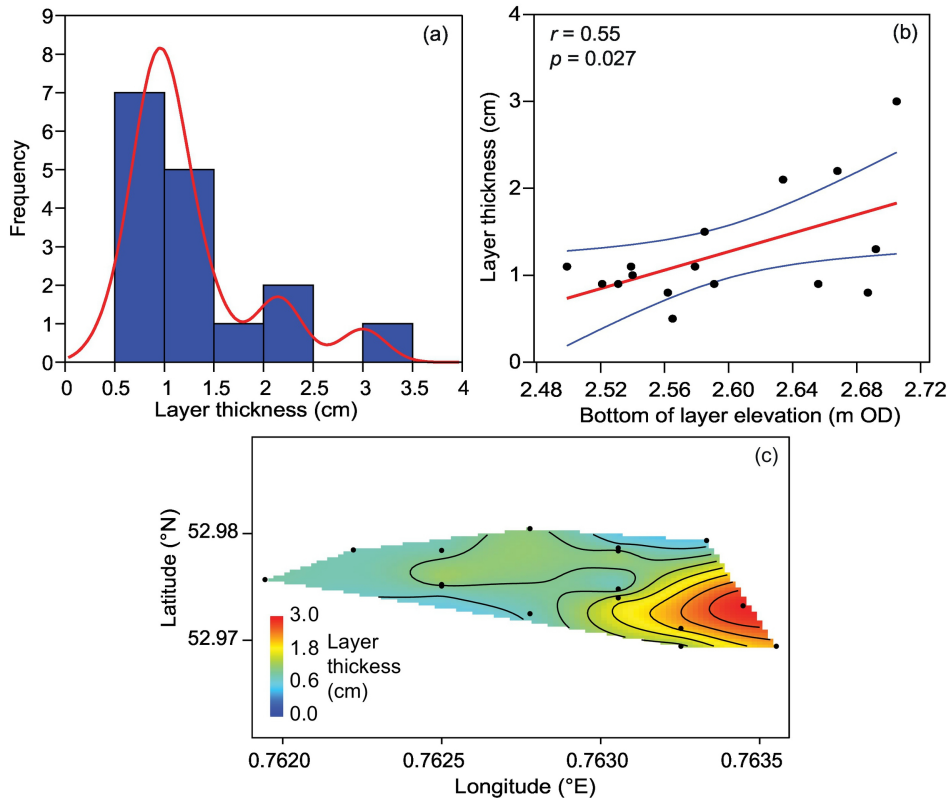 (a)
Frequency
9
8
7
6
5
4
3
2
1
0
0 0.5 1 1.5 2 2.5 3 3.5 4
Layer thickness (cm)
(b)
r = 0.55
p = 0.027
Layer thickness (cm)
4
3
2
1
0
2.48 2.52 2.56 2.60 2.64 2.68 2.72
Bottom of layer elevation (m OD)
(c)
Latitude (°N)
52.98
52.97
3.0
1.8
0.6
0.0
Layer
thickess
(cm)
0.7620 0.7625 0.7630 0.7635
Longitude (°E)